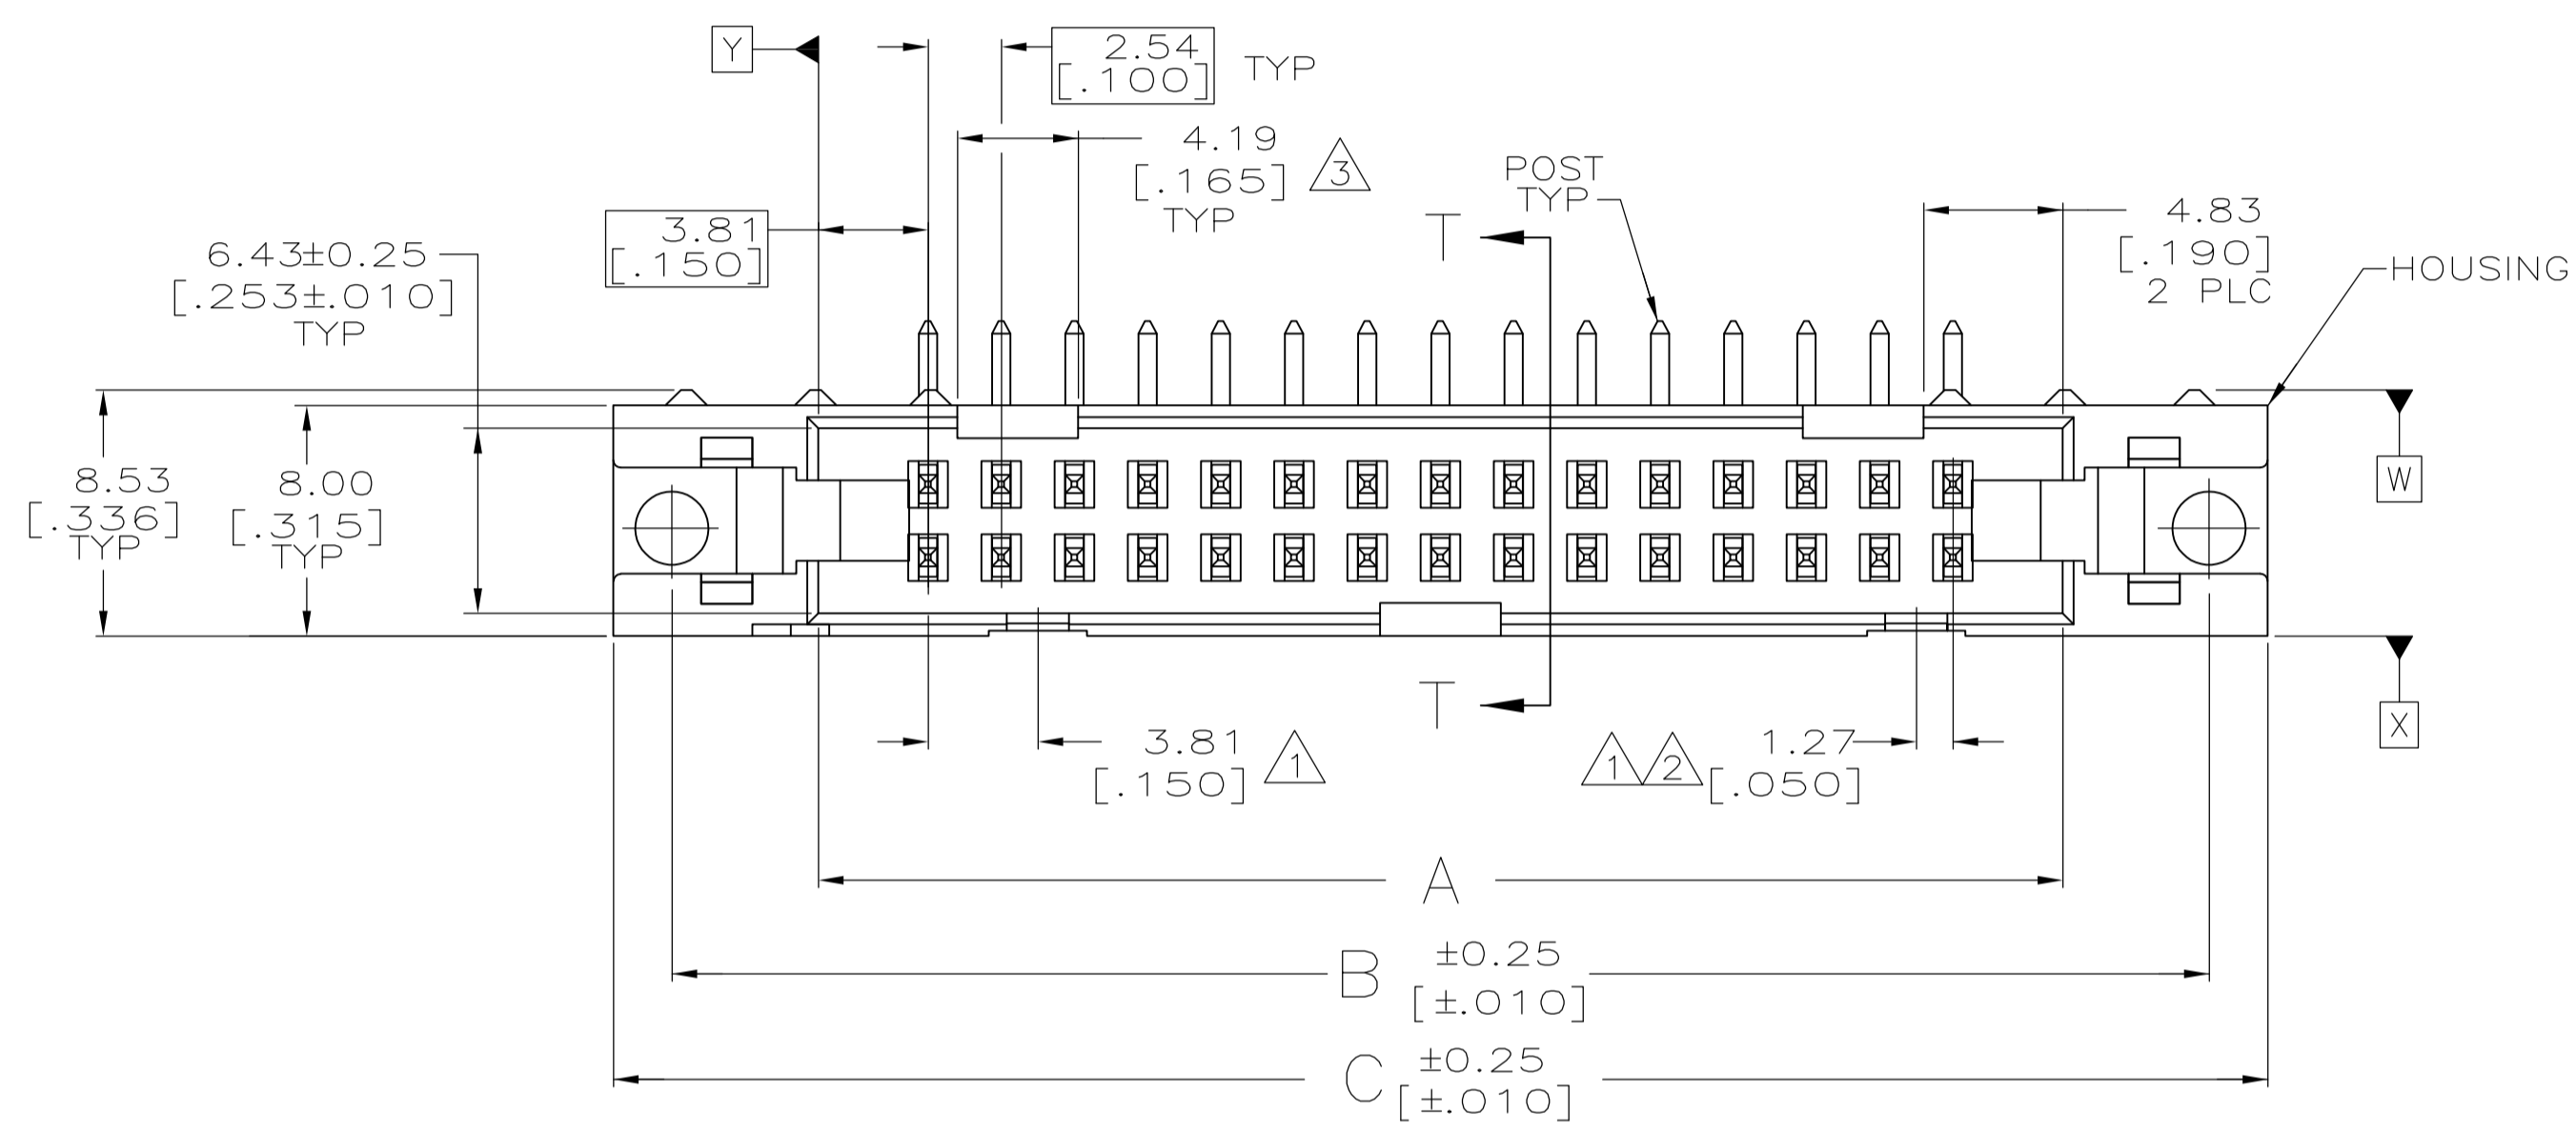 Y
2.54
[.100]
TYP
4.19
[.165]
TYP
3
POST
TYP
3.81
[.150]
6.43±0.25
[.253±.010]
TYP
T
4.83
[.190]
2 PLC
HOUSING
8.53
[.336]
TYP
8.00
[.315]
TYP
W
X
T
3.81
[.150]
1
1
2
1.27
[.050]
A
B
±0.25
[±.010]
C
±0.25
[±.010]